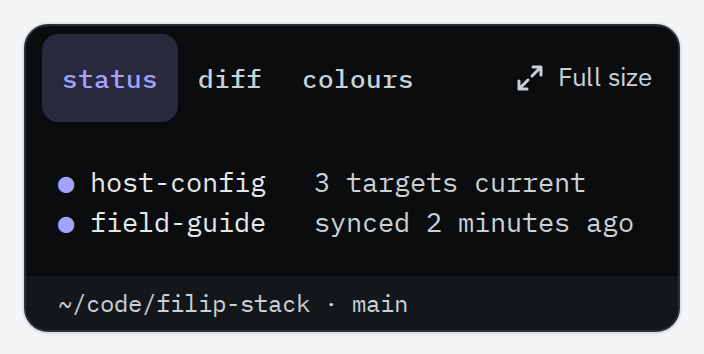 status diff colours Full size
● host-config 3 targets current
● field-guide synced 2 minutes ago
~/code/filip-stack · main